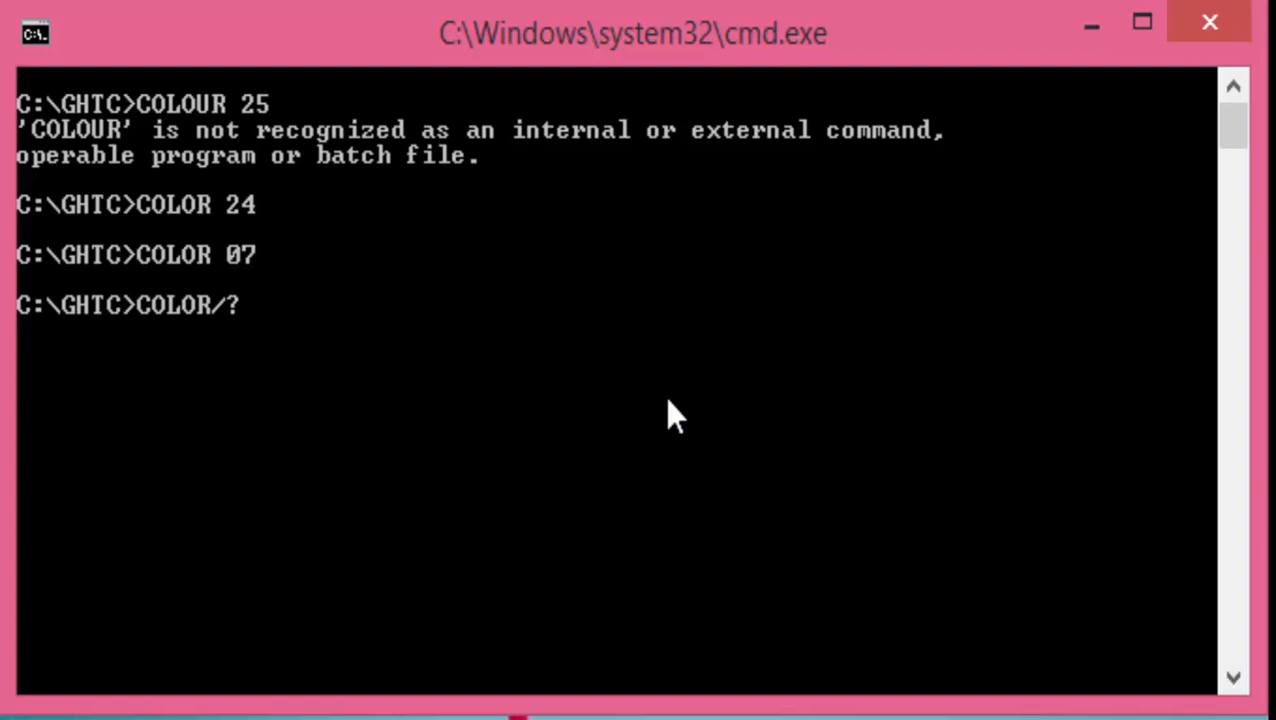 C:\Windows\system32\cmd.exe
C:\GHTC>COLOUR 25
'COLOUR' is not recognized as an internal or external command,
operable program or batch file.
C:\GHTC>COLOR 24
C:\GHTC>COLOR 07
C:\GHTC>COLOR/?